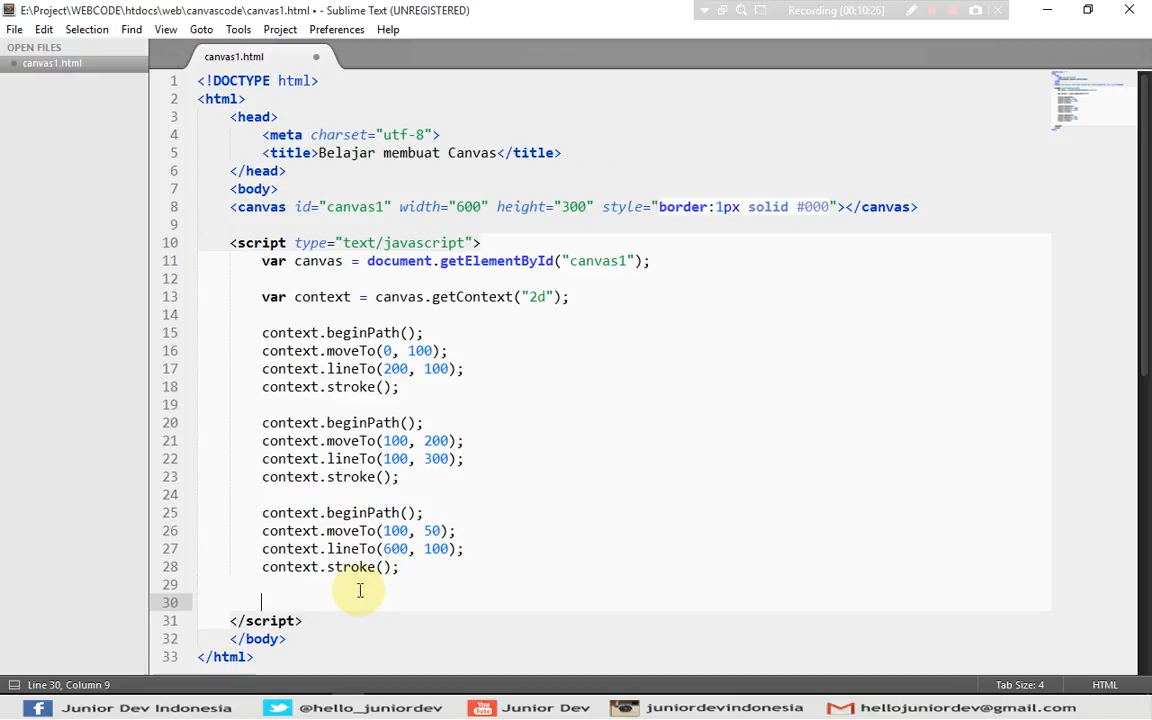 E:\Project\WEBCODE\htdocs\web\canvascode\canvas1.html • - Sublime Text (UNREGISTERED)
Recording [00:10:26]
File Edit Selection Find View Goto Tools Project Preferences Help
OPEN FILES
canvas1.html
canvas1.html
1 <!DOCTYPE html>
2 <html>
3 <head>
4 <meta charset="utf-8">
5 <title>Belajar membuat Canvas</title>
6 </head>
7 <body>
8 <canvas id="canvas1" width="600" height="300" style="border:1px solid #000"></canvas>
9
10 <script type="text/javascript">
11 var canvas = document.getElementById("canvas1");
12
13 var context = canvas.getContext("2d");
14
15 context.beginPath();
16 context.moveTo(0, 100);
17 context.lineTo(200, 100);
18 context.stroke();
19
20 context.beginPath();
21 context.moveTo(100, 200);
22 context.lineTo(100, 300);
23 context.stroke();
24
25 context.beginPath();
26 context.moveTo(100, 50);
27 context.lineTo(600, 100);
28 context.stroke();
29
30
31 </script>
32 </body>
33 </html>
Line 30, Column 9
Tab Size: 4
HTML
Junior Dev Indonesia @hello_juniordev Junior Dev juniordevindonesia hellojuniordev@gmail.com